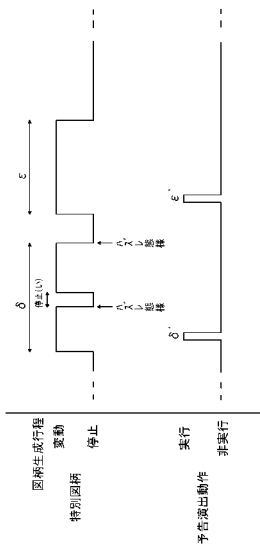 図柄生成行程
特別図柄
変動
停止
δ
停止(い)
ハズレ態様
ハズレ態様
ε
予告演出動作
実行
非実行
δ'
ε'